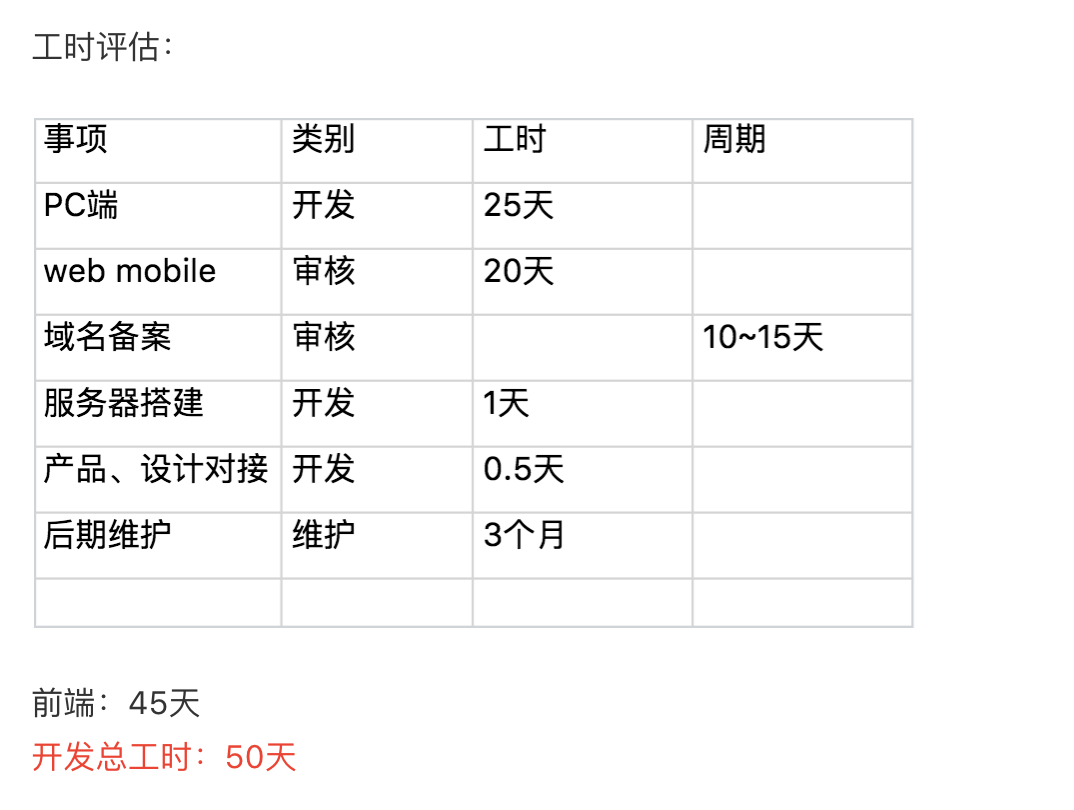 工时评估：
事项 类别 工时 周期
PC端 开发 25天
web mobile 审核 20天
域名备案 审核 10~15天
服务器搭建 开发 1天
产品、设计对接 开发 0.5天
后期维护 维护 3个月
前端：45天
开发总工时：50天